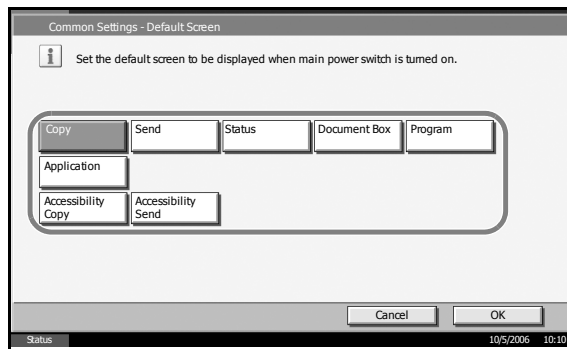 Common Settings - Default Screen
Set the default screen to be displayed when main power switch is turned on.
Copy
Send
Status
Document Box
Program
Application
Accessibility
Copy
Accessibility
Send
Cancel
OK
Status
10/5/2006 10:10